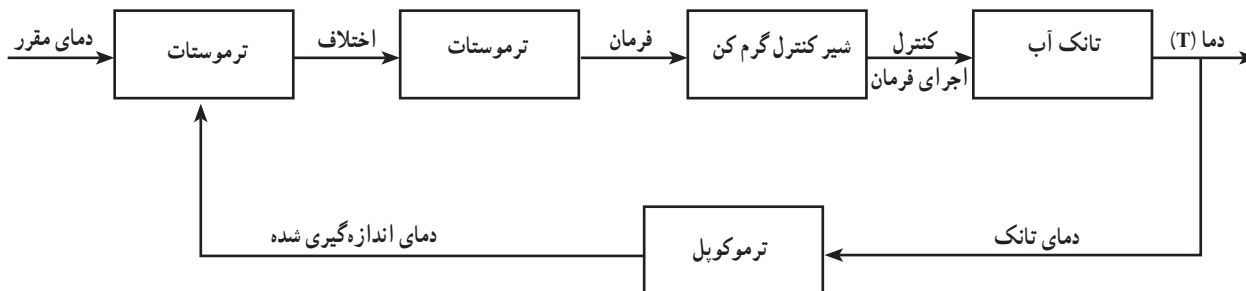 دمای مقرر
ترموستات
اختلاف
ترموستات
فرمان
شیر کنترل گرم کن
کنترل
اجرای فرمان
تانک آب
دما (T)
دمای تانک
ترموکوپل
دمای اندازه‌گیری شده